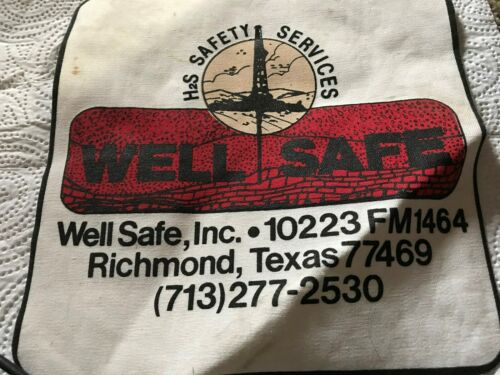 H2S SAFETY SERVICES
WELL SAFE
Well Safe, Inc. • 10223 FM1464
Richmond, Texas 77469
(713)277-2530